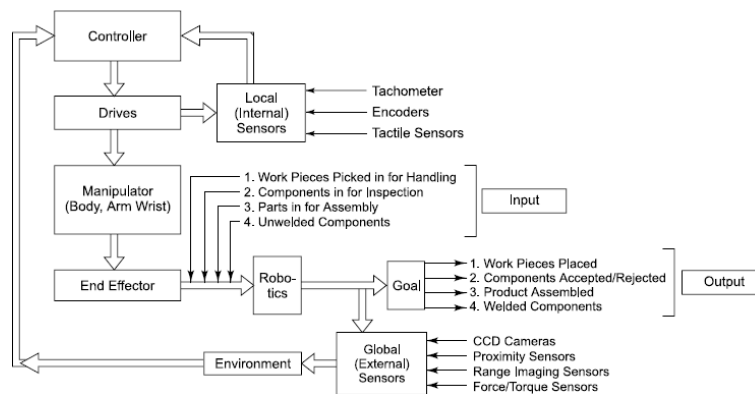 Controller
Drives
Local
(Internal)
Sensors
Tachometer
Encoders
Tactile Sensors
Manipulator
(Body, Arm Wrist)
1. Work Pieces Picked in for Handling
2. Components in for Inspection
3. Parts in for Assembly
4. Unwelded Components
Input
End Effector
Robo-
tics
Goal
1. Work Pieces Placed
2. Components Accepted/Rejected
3. Product Assembled
4. Welded Components
Output
Environment
Global
(External)
Sensors
CCD Cameras
Proximity Sensors
Range Imaging Sensors
Force/Torque Sensors